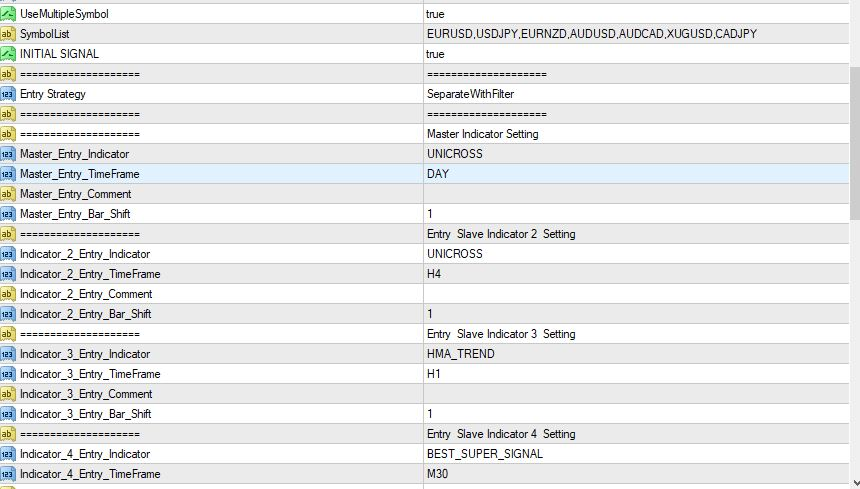 UseMultipleSymbol true
SymbolList EURUSD,USDJPY,EURNZD,AUDUSD,AUDCAD,XUGUSD,CADJPY
INITIAL SIGNAL true
==================== ====================
Entry Strategy SeparateWithFilter
==================== ====================
==================== Master Indicator Setting
Master_Entry_Indicator UNICROSS
Master_Entry_TimeFrame DAY
Master_Entry_Comment
Master_Entry_Bar_Shift 1
==================== Entry  Slave Indicator 2  Setting
Indicator_2_Entry_Indicator UNICROSS
Indicator_2_Entry_TimeFrame H4
Indicator_2_Entry_Comment
Indicator_2_Entry_Bar_Shift 1
==================== Entry  Slave Indicator 3  Setting
Indicator_3_Entry_Indicator HMA_TREND
Indicator_3_Entry_TimeFrame H1
Indicator_3_Entry_Comment
Indicator_3_Entry_Bar_Shift 1
==================== Entry  Slave Indicator 4  Setting
Indicator_4_Entry_Indicator BEST_SUPER_SIGNAL
Indicator_4_Entry_TimeFrame M30